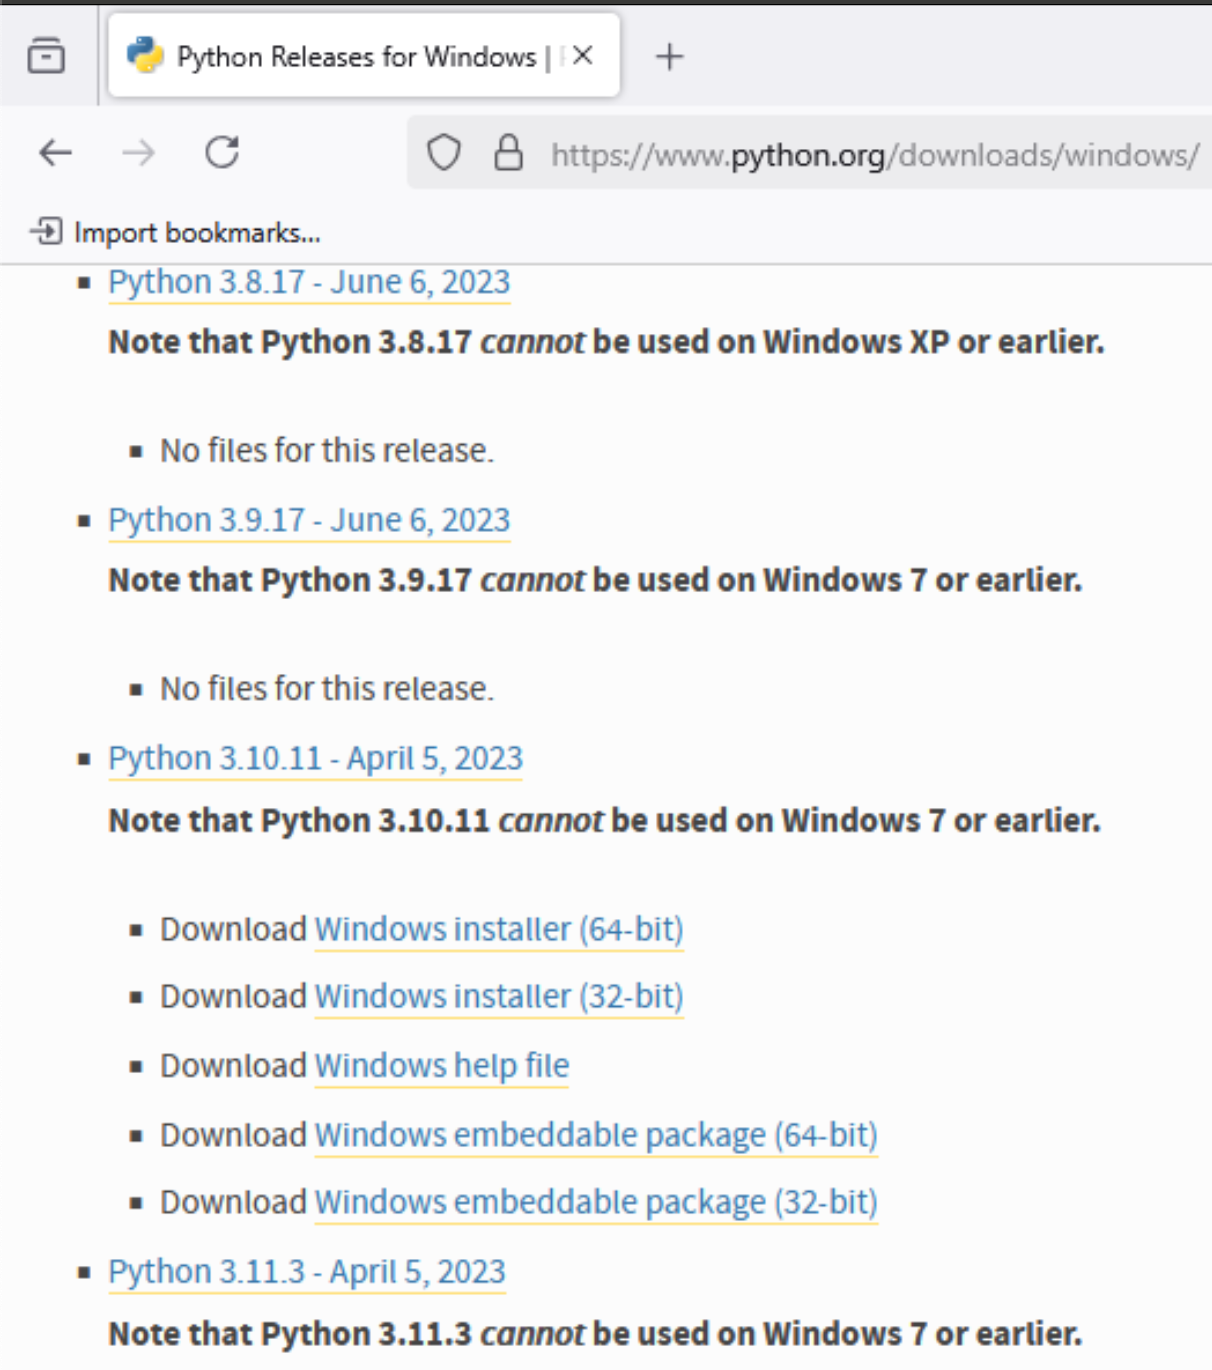 Python Releases for Windows |
https://www.python.org/downloads/windows/
Import bookmarks...
Python 3.8.17 - June 6, 2023
Note that Python 3.8.17 cannot be used on Windows XP or earlier.
No files for this release.
Python 3.9.17 - June 6, 2023
Note that Python 3.9.17 cannot be used on Windows 7 or earlier.
No files for this release.
Python 3.10.11 - April 5, 2023
Note that Python 3.10.11 cannot be used on Windows 7 or earlier.
Download Windows installer (64-bit)
Download Windows installer (32-bit)
Download Windows help file
Download Windows embeddable package (64-bit)
Download Windows embeddable package (32-bit)
Python 3.11.3 - April 5, 2023
Note that Python 3.11.3 cannot be used on Windows 7 or earlier.